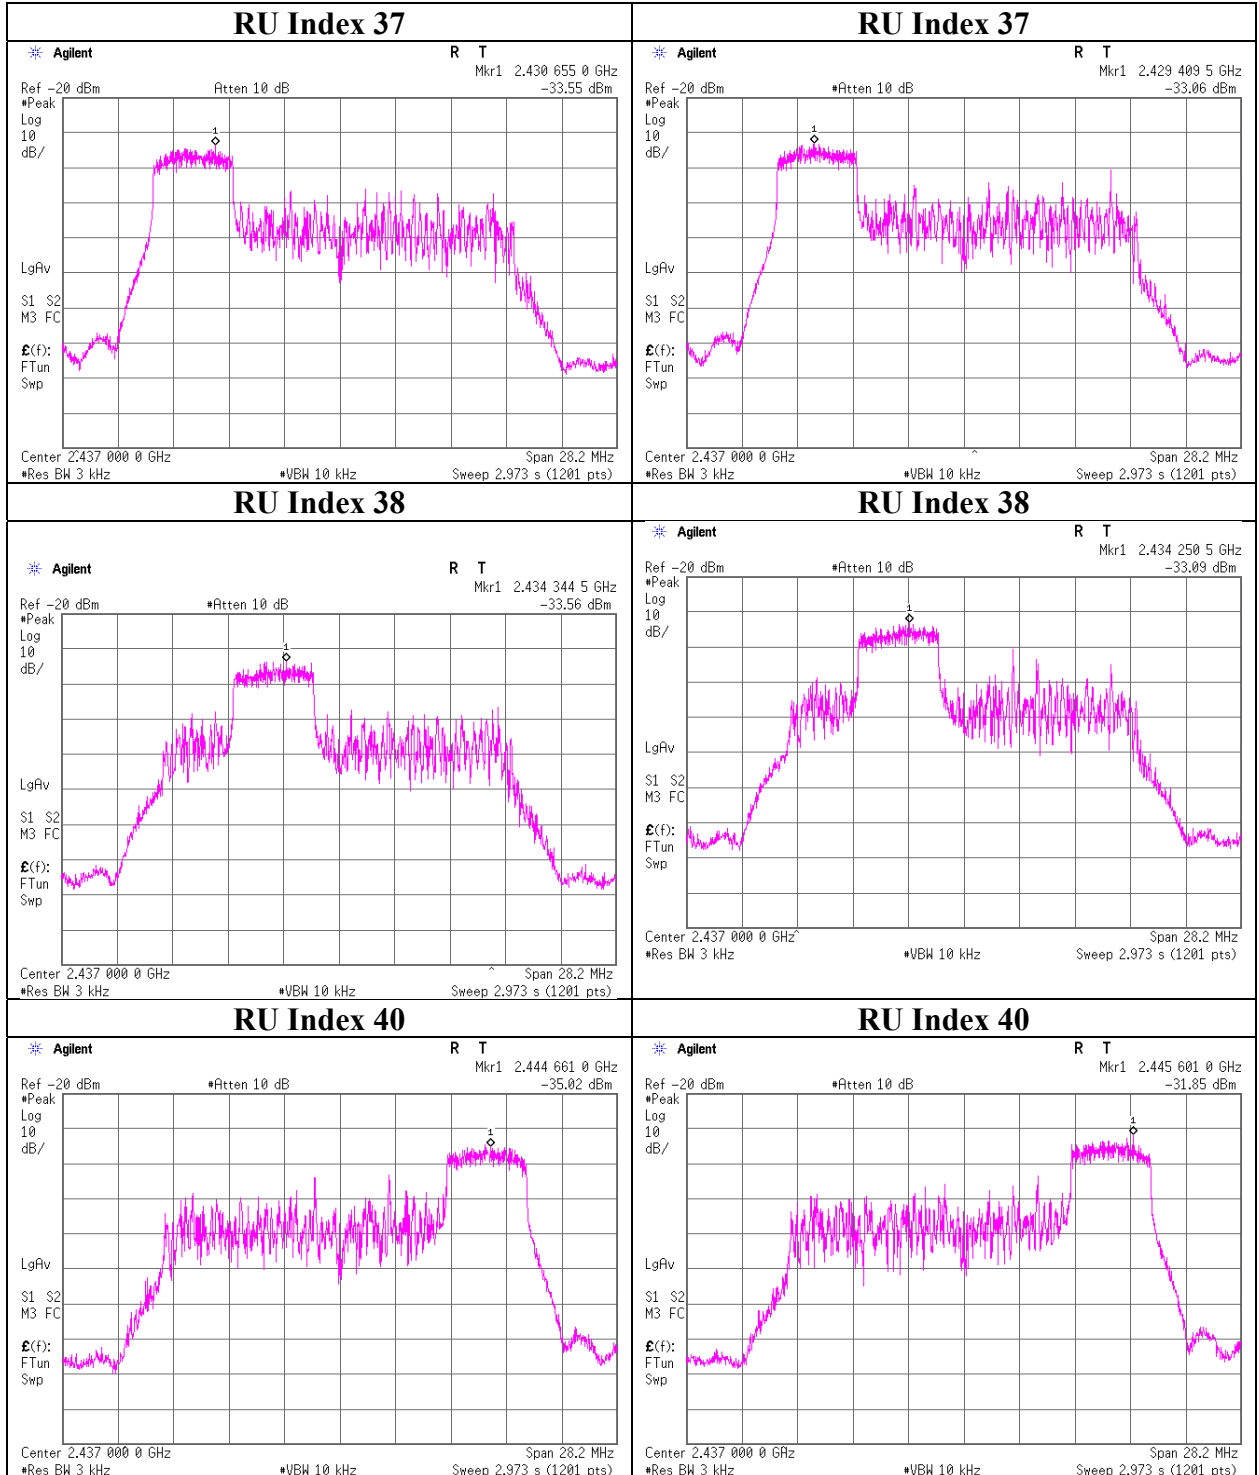 RU Index 37
Agilent
R T
Mkr1 2.430 655 0 GHz
Ref -20 dBm Atten 10 dB -33.55 dBm
#Peak
Log
10
dB/
1
LgAv
S1 S2
M3 FC
£(f):
FTun
Swp
Center 2.437 000 0 GHz Span 28.2 MHz
#Res BW 3 kHz #VBW 10 kHz Sweep 2.973 s (1201 pts)
RU Index 37
Agilent
R T
Mkr1 2.429 409 5 GHz
Ref -20 dBm #Atten 10 dB -33.06 dBm
#Peak
Log
10
dB/
1
LgAv
S1 S2
M3 FC
£(f):
FTun
Swp
Center 2.437 000 0 GHz Span 28.2 MHz
#Res BW 3 kHz #VBW 10 kHz Sweep 2.973 s (1201 pts)
RU Index 38
Agilent
R T
Mkr1 2.434 344 5 GHz
Ref -20 dBm #Atten 10 dB -33.56 dBm
#Peak
Log
10
dB/
1
LgAv
S1 S2
M3 FC
£(f):
FTun
Swp
Center 2.437 000 0 GHz Span 28.2 MHz
#Res BW 3 kHz #VBW 10 kHz Sweep 2.973 s (1201 pts)
RU Index 38
Agilent
R T
Mkr1 2.434 250 5 GHz
Ref -20 dBm #Atten 10 dB -33.09 dBm
#Peak
Log
10
dB/
1
LgAv
S1 S2
M3 FC
£(f):
FTun
Swp
Center 2.437 000 0 GHz Span 28.2 MHz
#Res BW 3 kHz #VBW 10 kHz Sweep 2.973 s (1201 pts)
RU Index 40
Agilent
R T
Mkr1 2.444 661 0 GHz
Ref -20 dBm #Atten 10 dB -35.02 dBm
#Peak
Log
10
dB/
1
LgAv
S1 S2
M3 FC
£(f):
FTun
Swp
Center 2.437 000 0 GHz Span 28.2 MHz
#Res BW 3 kHz #VBW 10 kHz Sweep 2.973 s (1201 pts)
RU Index 40
Agilent
R T
Mkr1 2.445 601 0 GHz
Ref -20 dBm #Atten 10 dB -31.85 dBm
#Peak
Log
10
dB/
1
LgAv
S1 S2
M3 FC
£(f):
FTun
Swp
Center 2.437 000 0 GHz Span 28.2 MHz
#Res BW 3 kHz #VBW 10 kHz Sweep 2.973 s (1201 pts)